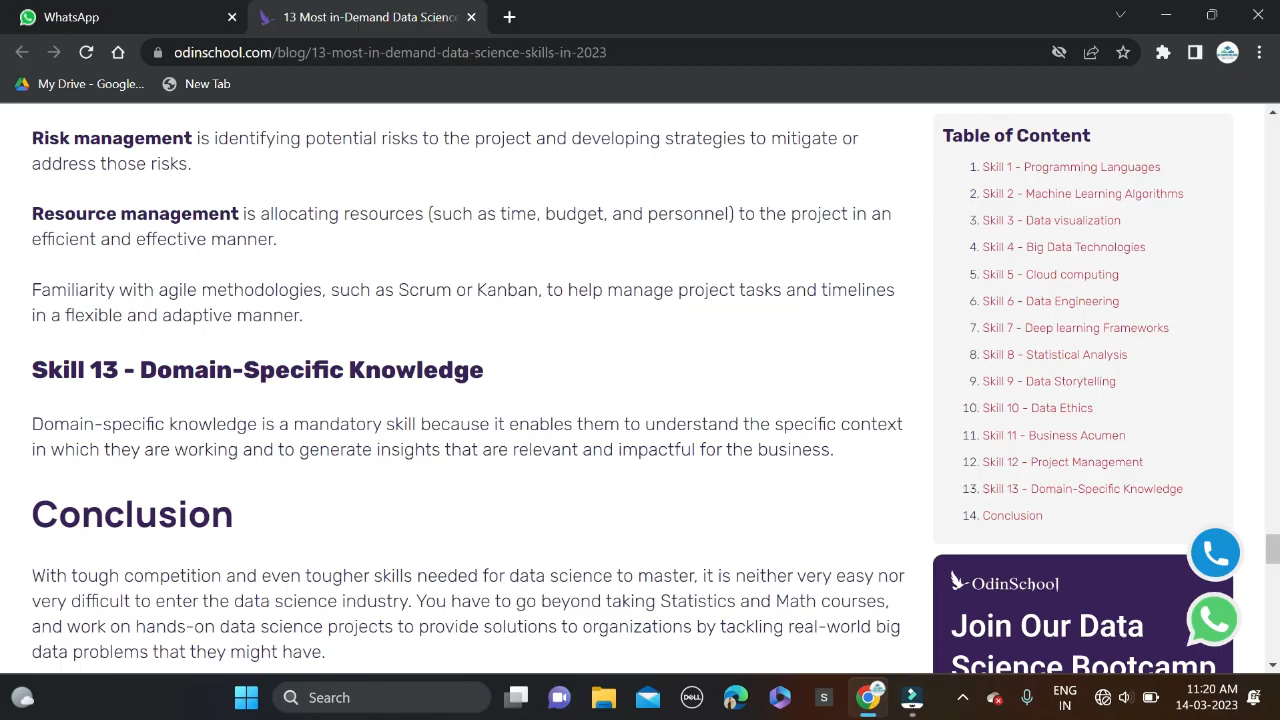 WhatsApp
13 Most in-Demand Data Science
odinschool.com/blog/13-most-in-demand-data-science-skills-in-2023
My Drive - Google...
New Tab
Risk management is identifying potential risks to the project and developing strategies to mitigate or
address those risks.
Resource management is allocating resources (such as time, budget, and personnel) to the project in an
efficient and effective manner.
Familiarity with agile methodologies, such as Scrum or Kanban, to help manage project tasks and timelines
in a flexible and adaptive manner.
Skill 13 - Domain-Specific Knowledge
Domain-specific knowledge is a mandatory skill because it enables them to understand the specific context
in which they are working and to generate insights that are relevant and impactful for the business.
Conclusion
With tough competition and even tougher skills needed for data science to master, it is neither very easy nor
very difficult to enter the data science industry. You have to go beyond taking Statistics and Math courses,
and work on hands-on data science projects to provide solutions to organizations by tackling real-world big
data problems that they might have.
Table of Content
1. Skill 1 - Programming Languages
2. Skill 2 - Machine Learning Algorithms
3. Skill 3 - Data visualization
4. Skill 4 - Big Data Technologies
5. Skill 5 - Cloud computing
6. Skill 6 - Data Engineering
7. Skill 7 - Deep learning Frameworks
8. Skill 8 - Statistical Analysis
9. Skill 9 - Data Storytelling
10. Skill 10 - Data Ethics
11. Skill 11 - Business Acumen
12. Skill 12 - Project Management
13. Skill 13 - Domain-Specific Knowledge
14. Conclusion
OdinSchool
Join Our Data
Science Bootcamp
Search
DELL
S
ENG
IN
11:20 AM
14-03-2023